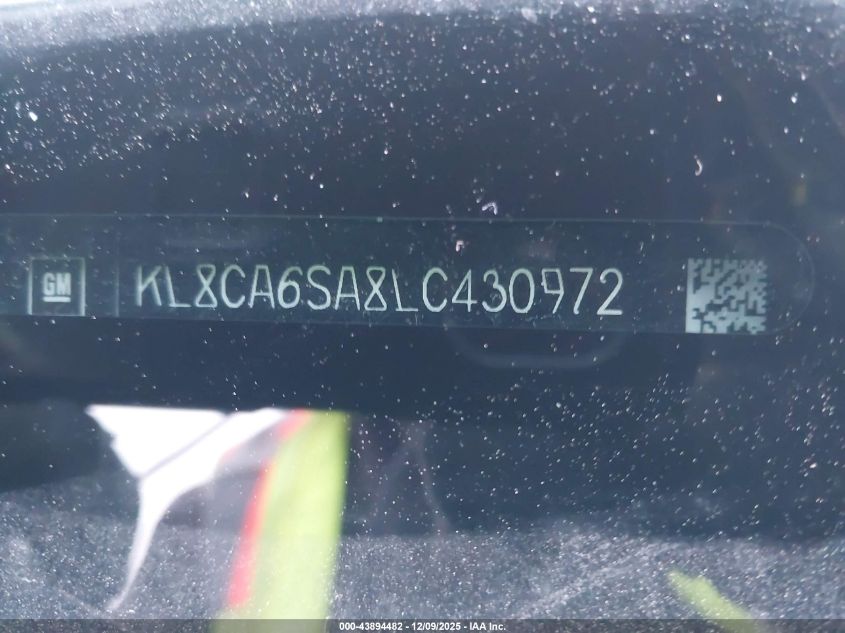 GM KL8CA6SA8LC430972
000-43894482 - 12/09/2025 - IAA Inc.